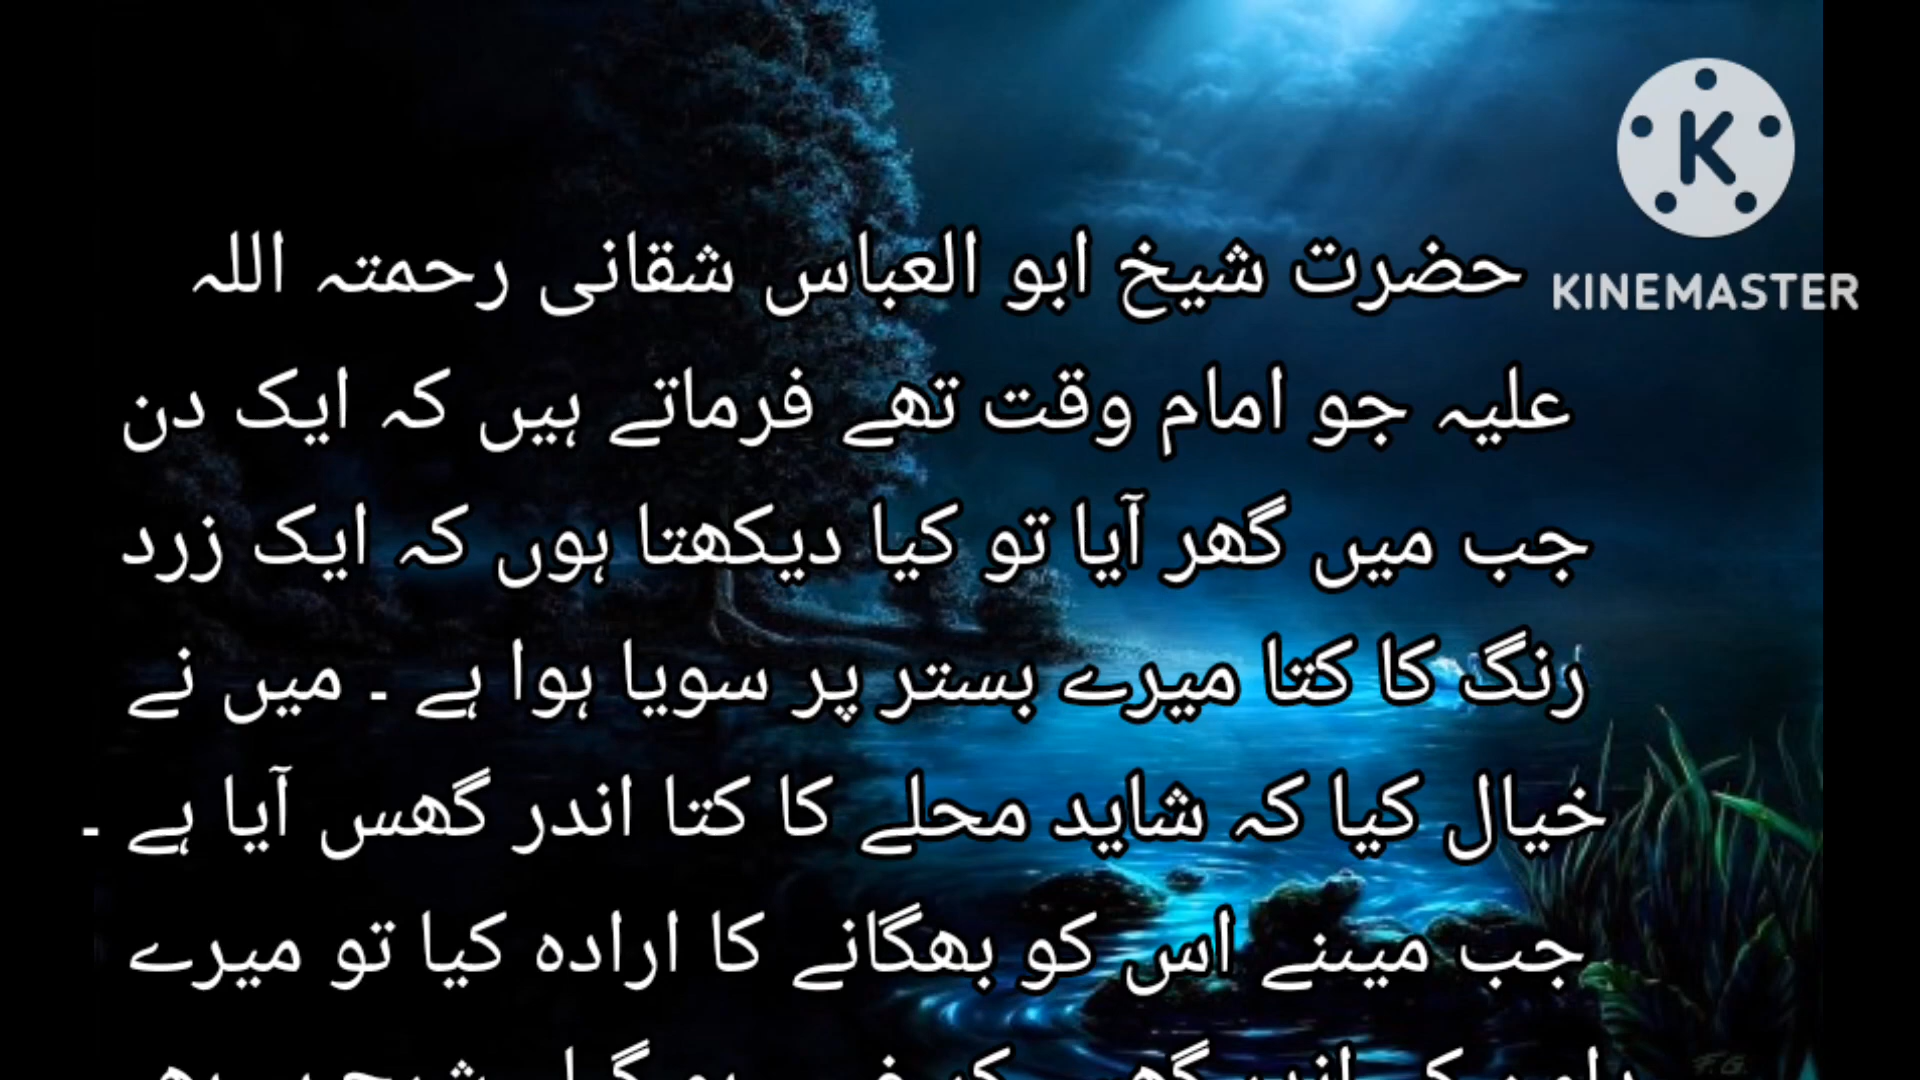 KINEMASTER
حضرت شیخ ابو العباس شقانی رحمتہ اللہ
علیہ جو امام وقت تھے فرماتے ہیں کہ ایک دن
جب میں گھر آیا تو کیا دیکھتا ہوں کہ ایک زرد
رنگ کا کتا میرے بستر پر سویا ہوا ہے ۔ میں نے
خیال کیا کہ شاید محلے کا کتا اندر گھس آیا ہے ۔
جب میںنے اس کو بھگانے کا ارادہ کیا تو میرے